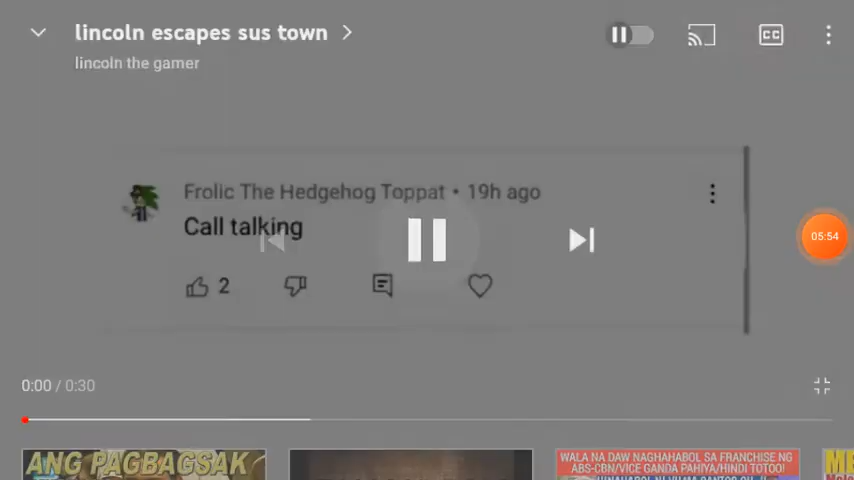 lincoln escapes sus town
lincoln the gamer
Frolic The Hedgehog Toppat • 19h ago
Call talking
2
05:54
0:00 / 0:30
ANG PAGBAGSAK
WALA NA DAW NAGHAHABOL SA FRANCHISE NG
ABS-CBN/VICE GANDA PAHIYA/HINDI TOTOO!